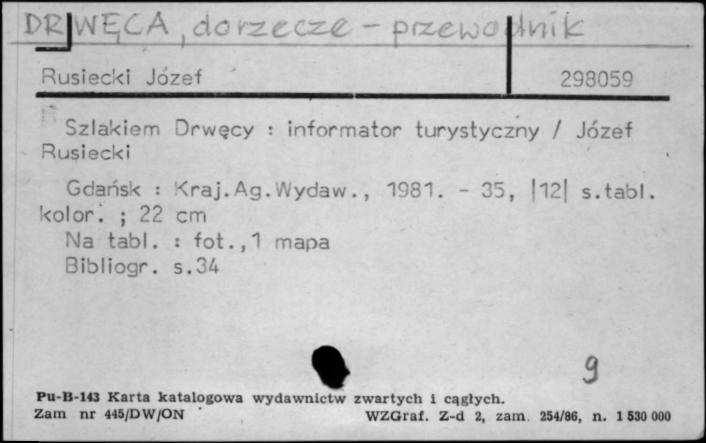 DRWĘCA, dorzecze - przewodnik
Rusiecki Józef 298059
Szlakiem Drwęcy : informator turystyczny / Józef
Rusiecki
Gdańsk : Kraj.Ag.Wydaw., 1981. - 35, |12| s.tabl.
kolor. ; 22 cm
Na tabl. : fot.,1 mapa
Bibliogr. s.34
9
Pu-B-143 Karta katalogowa wydawnictw zwartych i cągłych.
Zam nr 445/DW/ON WZGraf. Z-d 2, zam. 254/86, n. 1 530 000